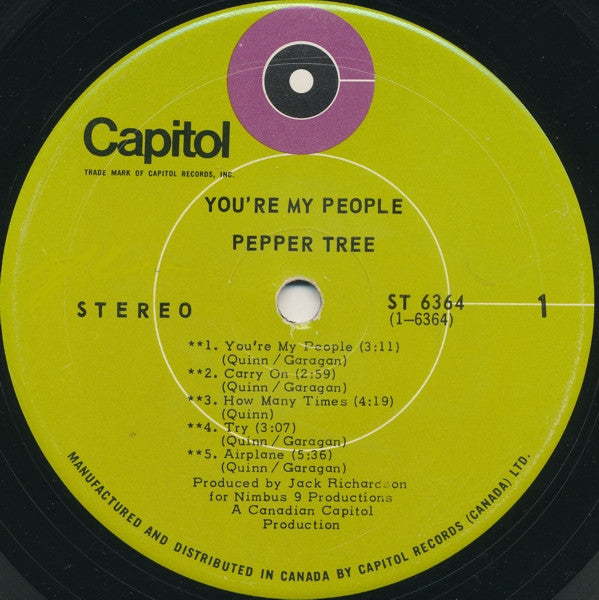 Capitol
TRADE MARK OF CAPITOL RECORDS, INC.
YOU'RE MY PEOPLE
PEPPER TREE
STEREO
ST 6364
(1-6364)
1
**1. You're My People (3:11)
(Quinn/Garagan)
**2. Carry On (2:59)
(Quinn/Garagan)
**3. How Many Times (4:19)
(Quinn)
**4. Try (3:07)
(Quinn/Garagan)
**5. Airplane (5:36)
(Quinn/Garagan)
Produced by Jack Richardson
for Nimbus 9 Productions
A Canadian Capitol
Production
MANUFACTURED AND DISTRIBUTED IN CANADA BY CAPITOL RECORDS (CANADA) LTD.